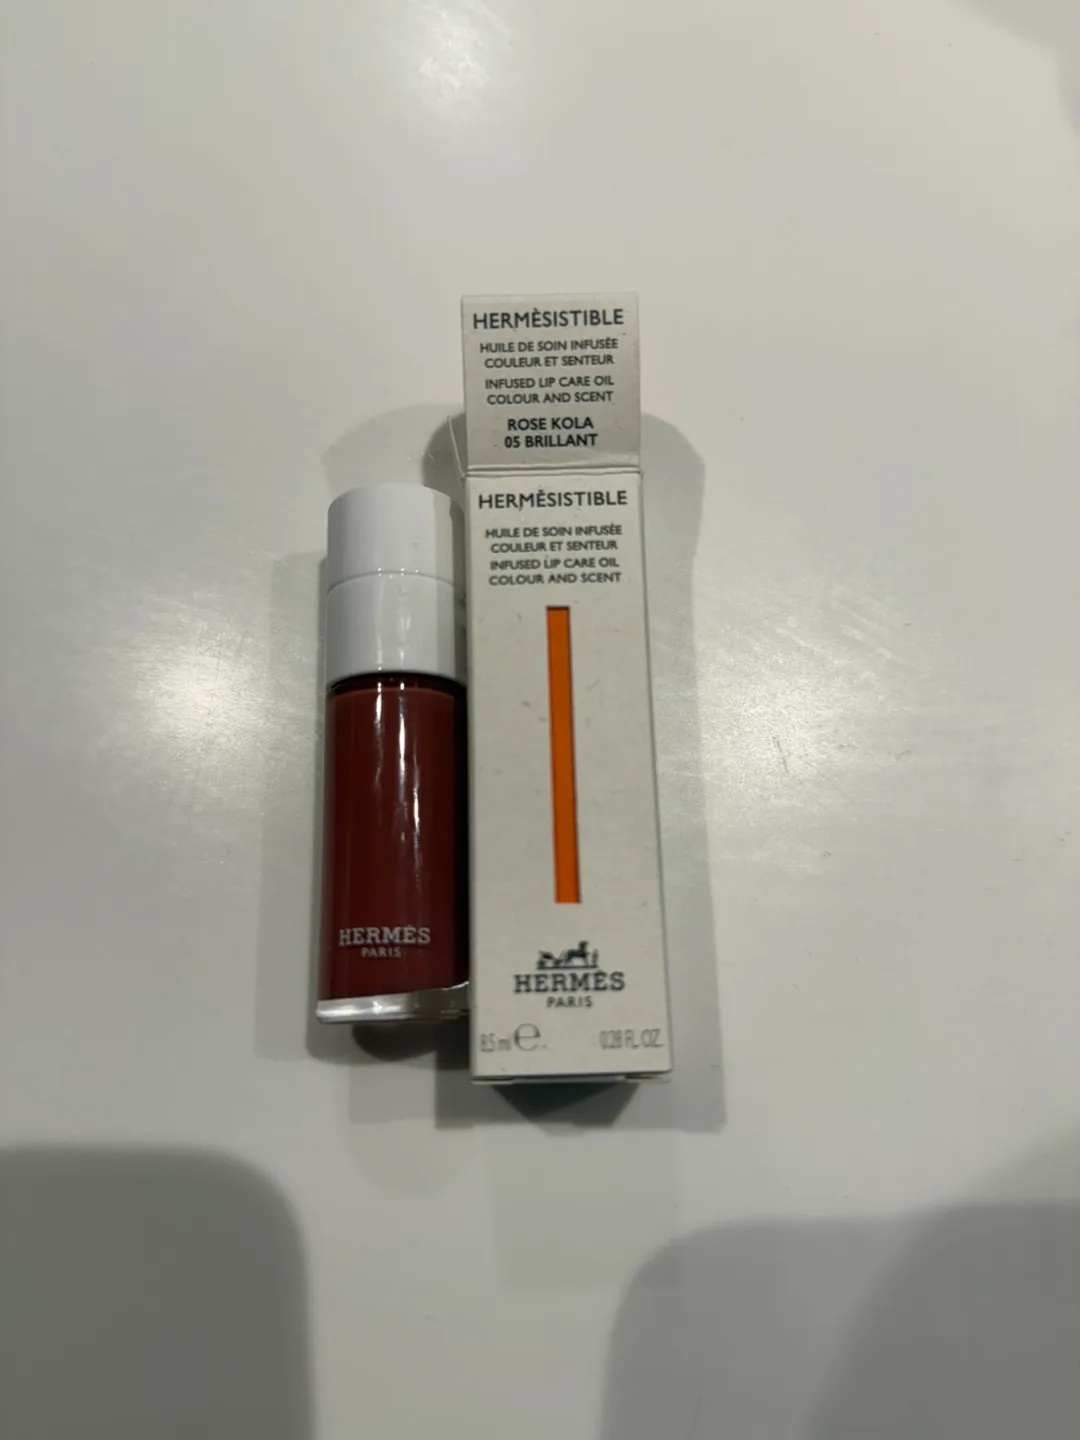 HERMÈSISTIBLE
HUILE DE SOIN INFUSÉE
COULEUR ET SENTEUR
INFUSED LIP CARE OIL
COLOUR AND SCENT
ROSE KOLA
05 BRILLANT
HERMÈSISTIBLE
HUILE DE SOIN INFUSÉE
COULEUR ET SENTEUR
INFUSED LIP CARE OIL
COLOUR AND SCENT
HERMÈS
PARIS
8.5 ml ℮ 0.28 FL. OZ.
HERMÈS
PARIS